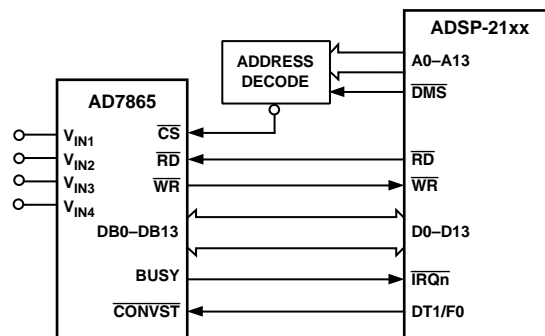 ADSP-21xx
ADDRESS
DECODE
A0–A13
DMS
AD7865
VIN1
VIN2
VIN3
VIN4
CS
RD
WR
DB0–DB13
BUSY
CONVST
RD
WR
D0–D13
IRQn
DT1/F0